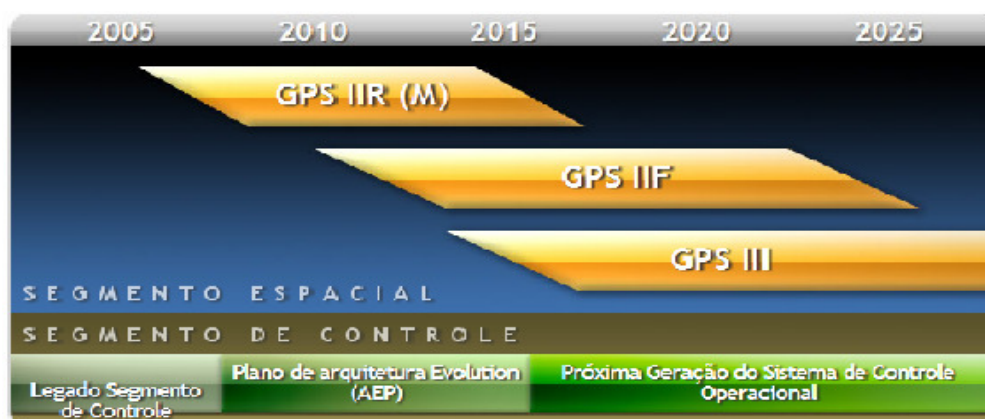 2005 2010 2015 2020 2025
GPS IIR (M)
GPS IIF
GPS III
SEGMENTO ESPACIAL
SEGMENTO DE CONTROLE
Legado Segmento
de Controle
Plano de arquitetura Evolution
(AEP)
Próxima Geração do Sistema de Controle
Operacional